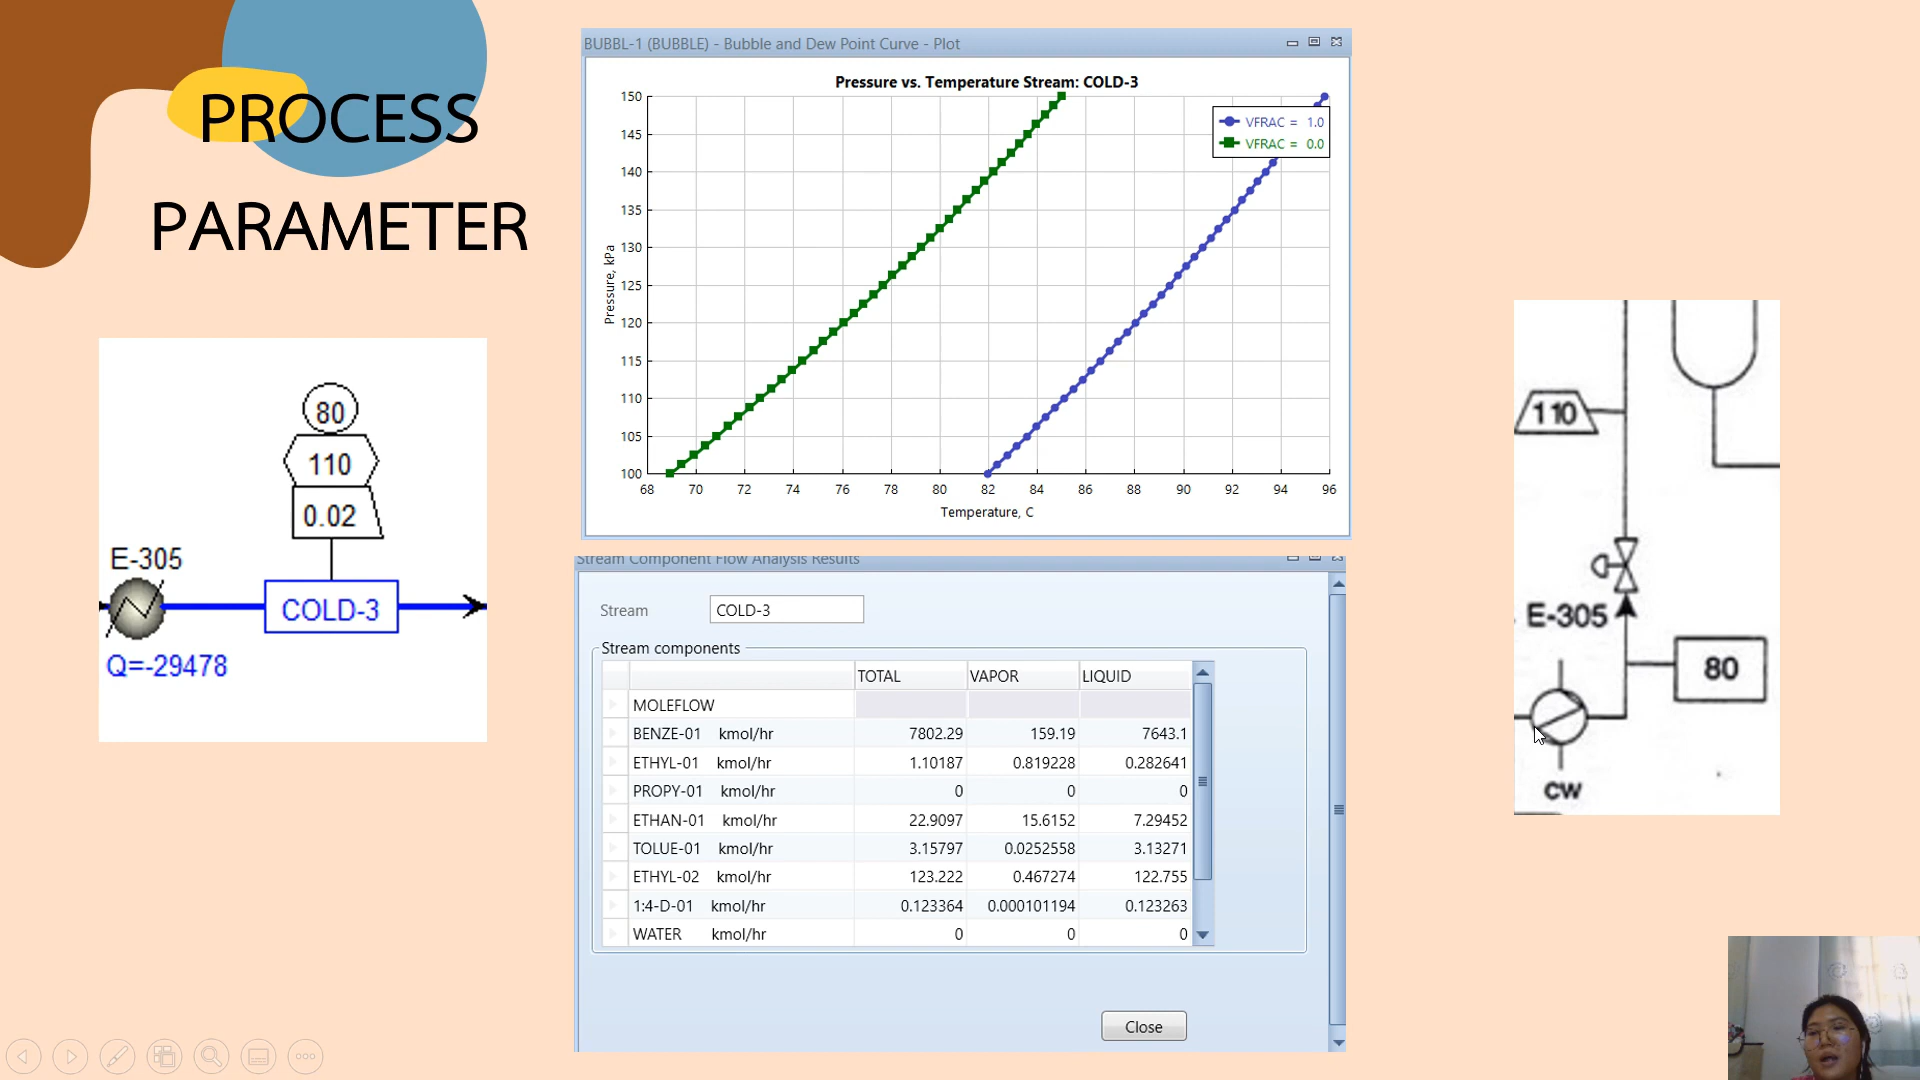 PROCESS
PARAMETER
80
110
0.02
E-305
COLD-3
Q=-29478
BUBBL-1 (BUBBLE) - Bubble and Dew Point Curve - Plot
Pressure vs. Temperature Stream: COLD-3
VFRAC = 1.0
VFRAC = 0.0
Pressure, kPa
150
145
140
135
130
125
120
115
110
105
100
68 70 72 74 76 78 80 82 84 86 88 90 92 94 96
Temperature, C
Stream Component Flow Analysis Results
Stream COLD-3
Stream components
TOTAL VAPOR LIQUID
MOLEFLOW
BENZE-01 kmol/hr 7802.29 159.19 7643.1
ETHYL-01 kmol/hr 1.10187 0.819228 0.282641
PROPY-01 kmol/hr 0 0 0
ETHAN-01 kmol/hr 22.9097 15.6152 7.29452
TOLUE-01 kmol/hr 3.15797 0.0252558 3.13271
ETHYL-02 kmol/hr 123.222 0.467274 122.755
1:4-D-01 kmol/hr 0.123364 0.000101194 0.123263
WATER kmol/hr 0 0 0
Close
110
E-305
80
CW